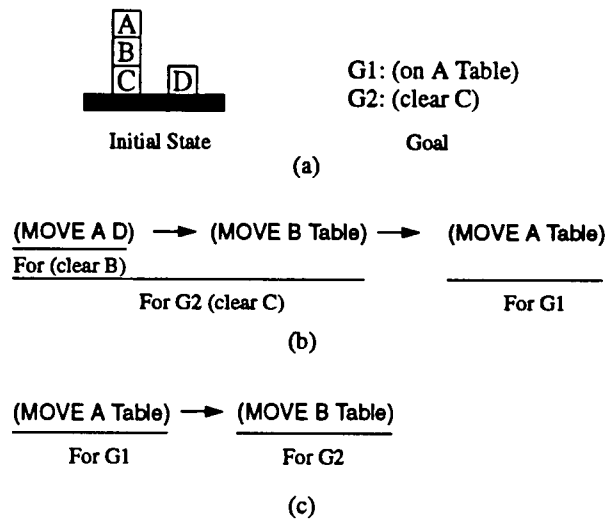 A
B
C D
G1: (on A Table)
G2: (clear C)
Initial State Goal
(a)
(MOVE A D) → (MOVE B Table) → (MOVE A Table)
For (clear B)
For G2 (clear C) For G1
(b)
(MOVE A Table) → (MOVE B Table)
For G1 For G2
(c)